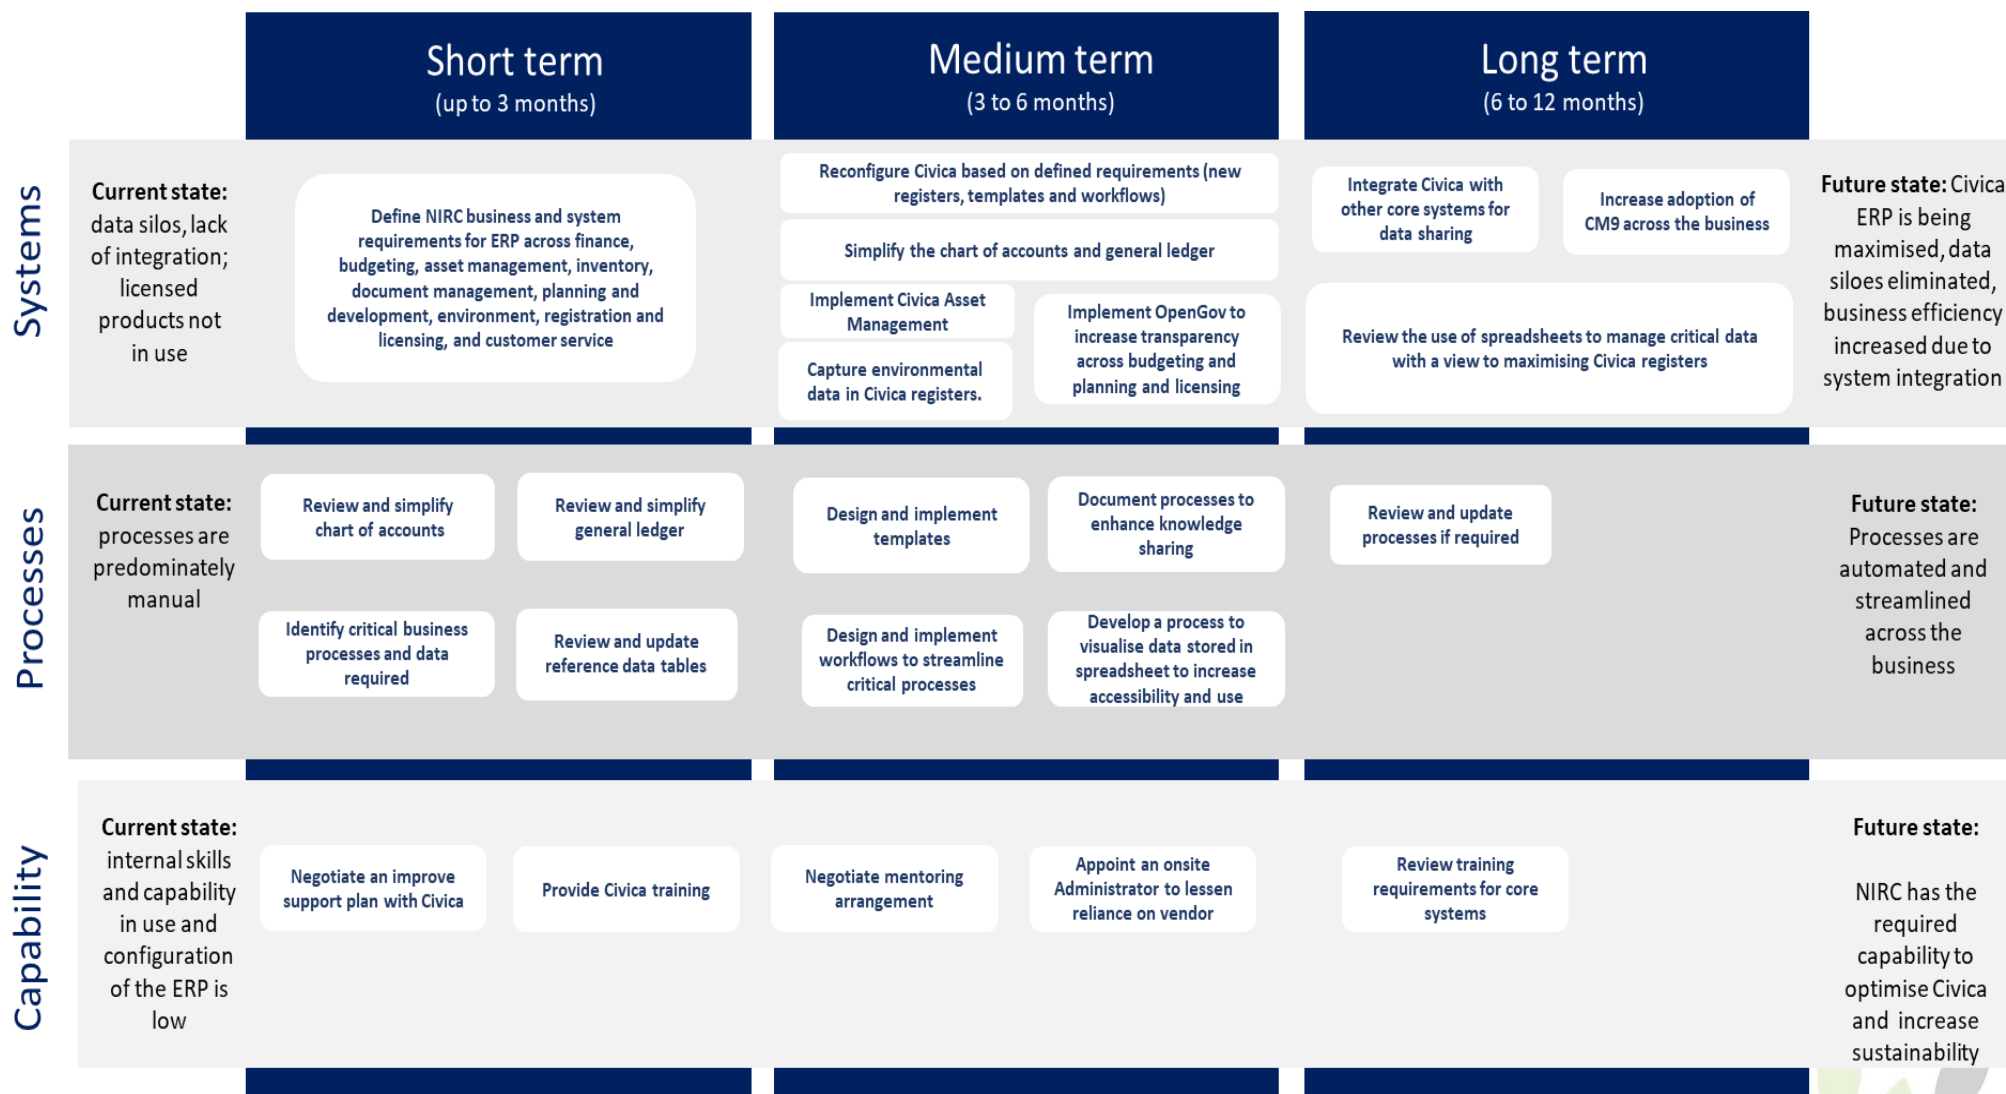 Short term
(up to 3 months)
Medium term
(3 to 6 months)
Long term
(6 to 12 months)
Systems
Current state:
data silos, lack
of integration;
licensed
products not
in use
Define NIRC business and system
requirements for ERP across finance,
budgeting, asset management, inventory,
document management, planning and
development, environment, registration and
licensing, and customer service
Reconfigure Civica based on defined requirements (new
registers, templates and workflows)
Simplify the chart of accounts and general ledger
Implement Civica Asset
Management
Capture environmental
data in Civica registers.
Implement OpenGov to
increase transparency
across budgeting and
planning and licensing
Integrate Civica with
other core systems for
data sharing
Increase adoption of
CM9 across the business
Review the use of spreadsheets to manage critical data
with a view to maximising Civica registers
Future state: Civica
ERP is being
maximised, data
siloes eliminated,
business efficiency
increased due to
system integration
Processes
Current state:
processes are
predominately
manual
Review and simplify
chart of accounts
Review and simplify
general ledger
Identify critical business
processes and data
required
Review and update
reference data tables
Design and implement
templates
Document processes to
enhance knowledge
sharing
Design and implement
workflows to streamline
critical processes
Develop a process to
visualise data stored in
spreadsheet to increase
accessibility and use
Review and update
processes if required
Future state:
Processes are
automated and
streamlined
across the
business
Capability
Current state:
internal skills
and capability
in use and
configuration
of the ERP is
low
Negotiate an improve
support plan with Civica
Provide Civica training
Negotiate mentoring
arrangement
Appoint an onsite
Administrator to lessen
reliance on vendor
Review training
requirements for core
systems
Future state:
NIRC has the
required
capability to
optimise Civica
and increase
sustainability